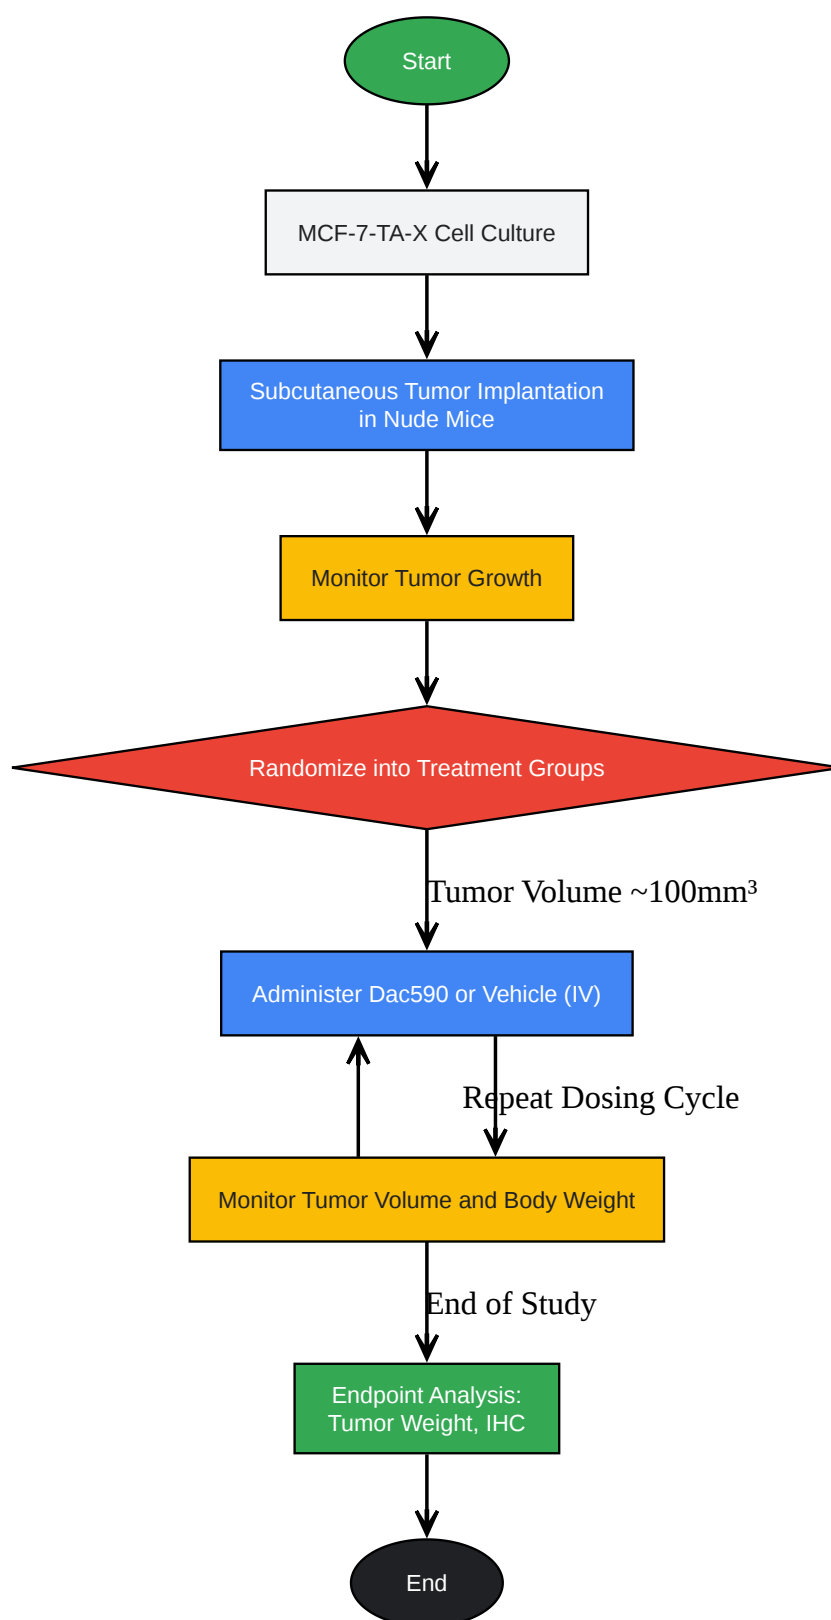 Start
MCF-7-TA-X Cell Culture
Subcutaneous Tumor Implantation
in Nude Mice
Monitor Tumor Growth
Randomize into Treatment Groups
Tumor Volume ~100mm³
Administer Dac590 or Vehicle (IV)
Repeat Dosing Cycle
Monitor Tumor Volume and Body Weight
End of Study
Endpoint Analysis:
Tumor Weight, IHC
End